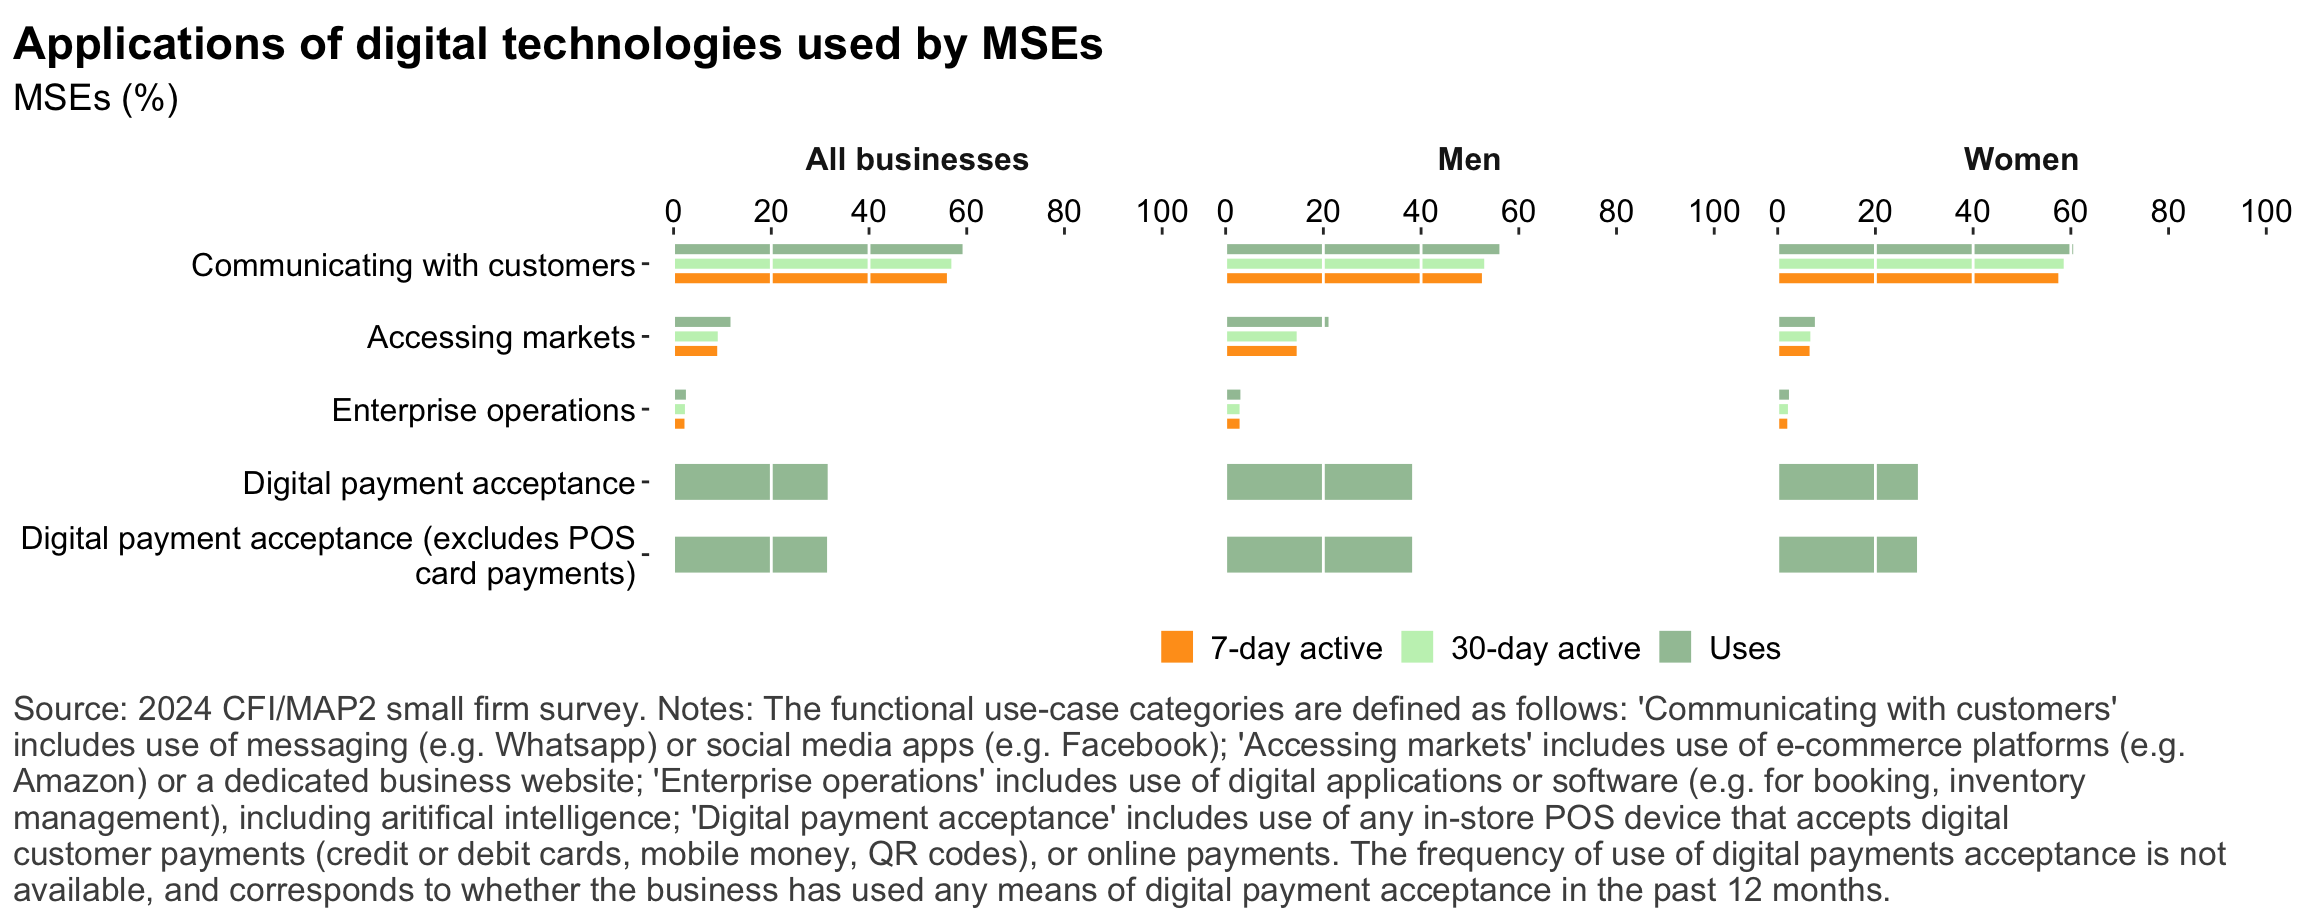 Applications of digital technologies used by MSEs
MSEs (%)
All businesses Men Women
0 20 40 60 80 100 0 20 40 60 80 100 0 20 40 60 80 100
Communicating with customers
Accessing markets
Enterprise operations
Digital payment acceptance
Digital payment acceptance (excludes POS
card payments)
7-day active 30-day active Uses
Source: 2024 CFI/MAP2 small firm survey. Notes: The functional use-case categories are defined as follows: 'Communicating with customers'
includes use of messaging (e.g. Whatsapp) or social media apps (e.g. Facebook); 'Accessing markets' includes use of e-commerce platforms (e.g.
Amazon) or a dedicated business website; 'Enterprise operations' includes use of digital applications or software (e.g. for booking, inventory
management), including aritifical intelligence; 'Digital payment acceptance' includes use of any in-store POS device that accepts digital
customer payments (credit or debit cards, mobile money, QR codes), or online payments. The frequency of use of digital payments acceptance is not
available, and corresponds to whether the business has used any means of digital payment acceptance in the past 12 months.